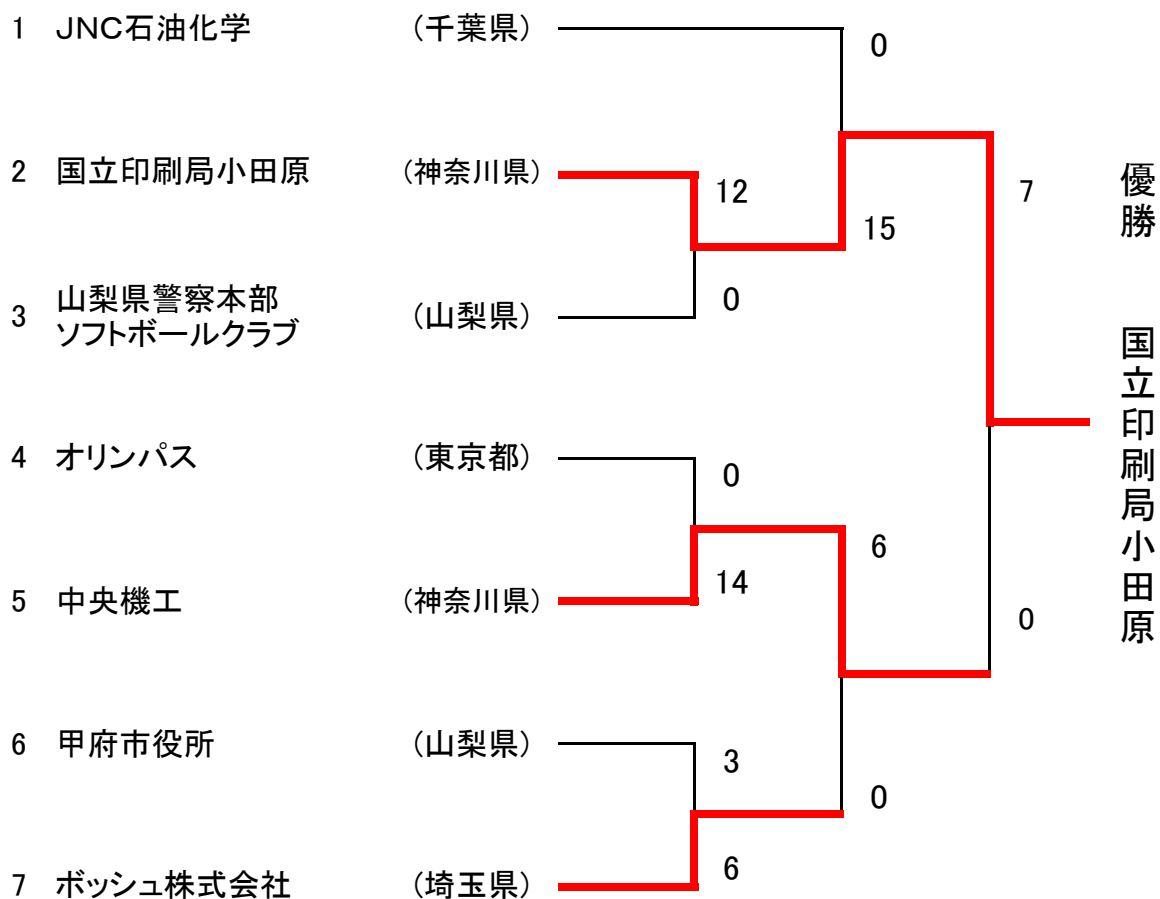 1 JNC石油化学 (千葉県)
0
2 国立印刷局小田原 (神奈川県)
12
15
7
3 山梨県警察本部
ソフトボールクラブ (山梨県)
0
優勝 国立印刷局小田原
4 オリンパス (東京都)
0
6
5 中央機工 (神奈川県)
14
0
6 甲府市役所 (山梨県)
3
0
7 ボッシュ株式会社 (埼玉県)
6